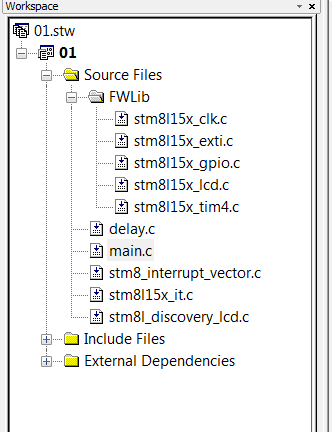 Workspace
01.stw
01
Source Files
FWLib
stm8l15x_clk.c
stm8l15x_exti.c
stm8l15x_gpio.c
stm8l15x_lcd.c
stm8l15x_tim4.c
delay.c
main.c
stm8_interrupt_vector.c
stm8l15x_it.c
stm8l_discovery_lcd.c
Include Files
External Dependencies